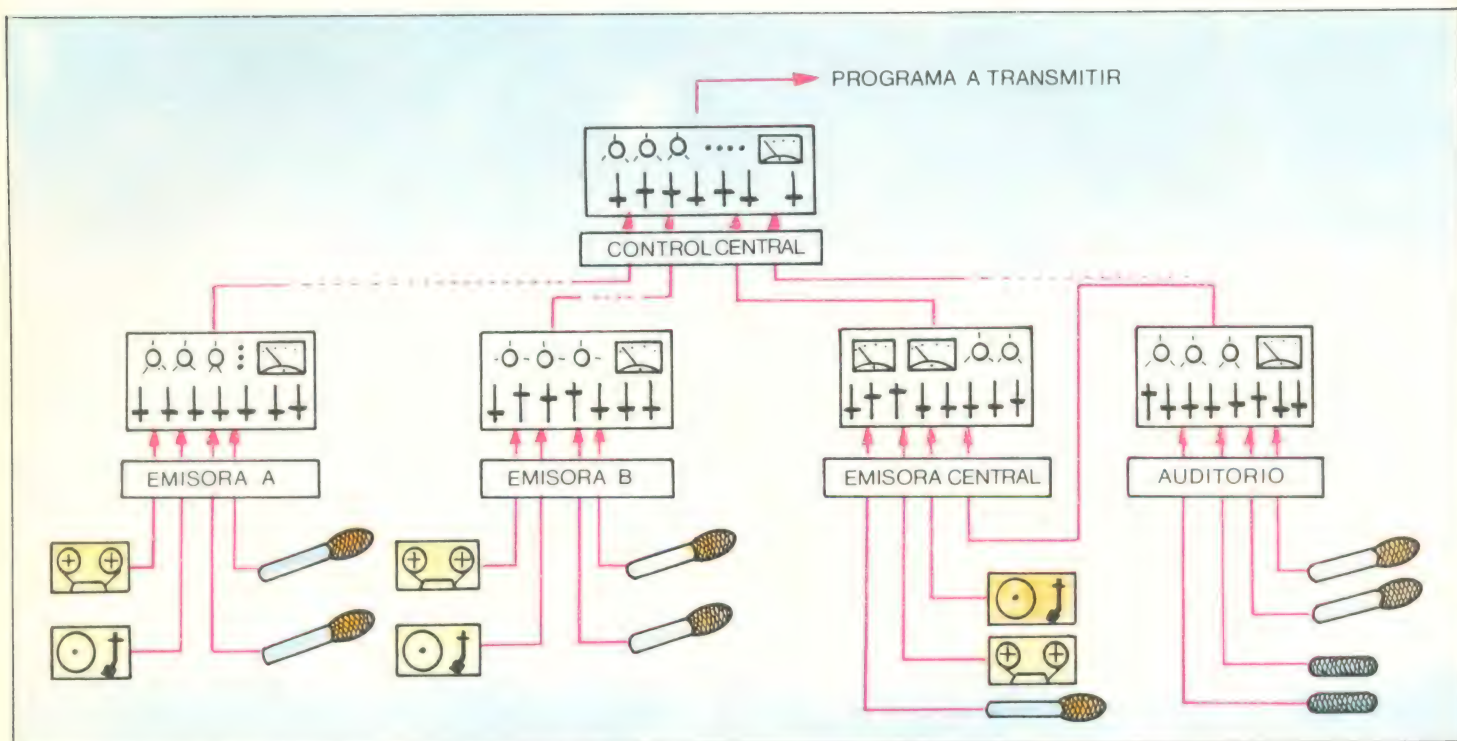 PROGRAMA A TRANSMITIR
CONTROL CENTRAL
EMISORA A
EMISORA B
EMISORA CENTRAL
AUDITORIO